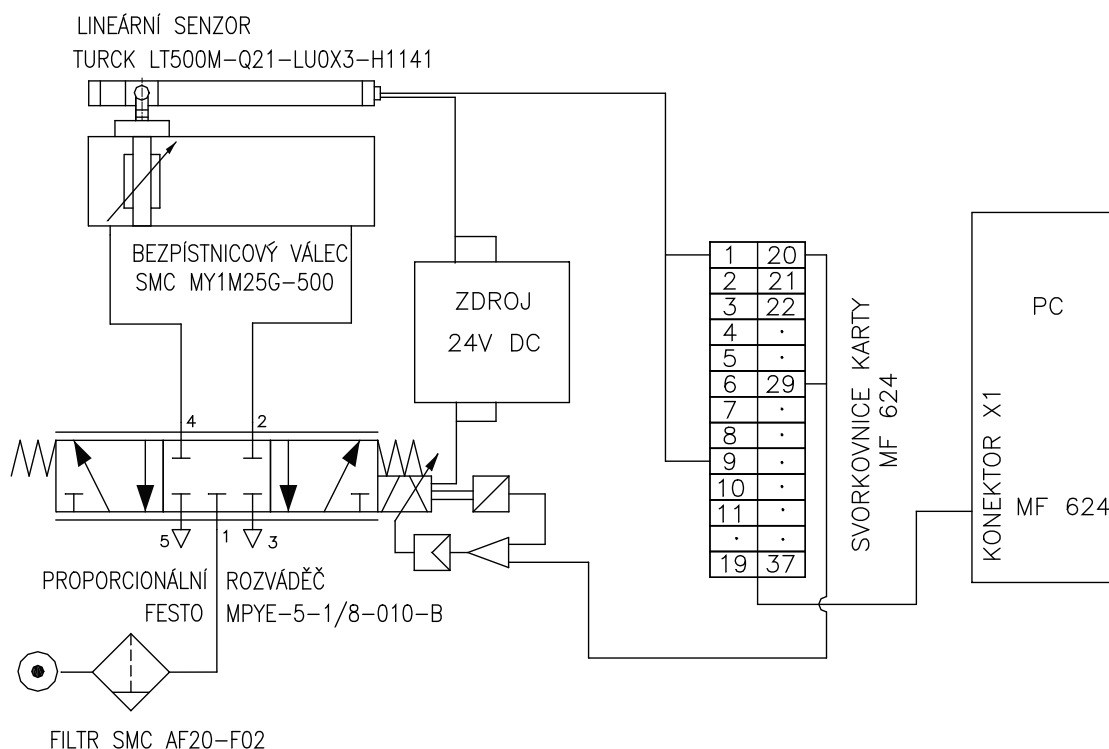 LINEÁRNÍ SENZOR
TURCK LT500M-Q21-LU0X3-H1141
BEZPÍSTNICOVÝ VÁLEC
SMC MY1M25G-500
ZDROJ
24V DC
1 20
2 21
3 22
4 .
5 .
6 29
7 .
8 .
9 .
10 .
11 .
. .
19 37
SVORKOVNICE KARTY
MF 624
PC
KONEKTOR X1
MF 624
4 2
5 1 3
PROPORCIONÁLNÍ ROZVÁDĚČ
FESTO MPYE-5-1/8-010-B
FILTR SMC AF20-F02